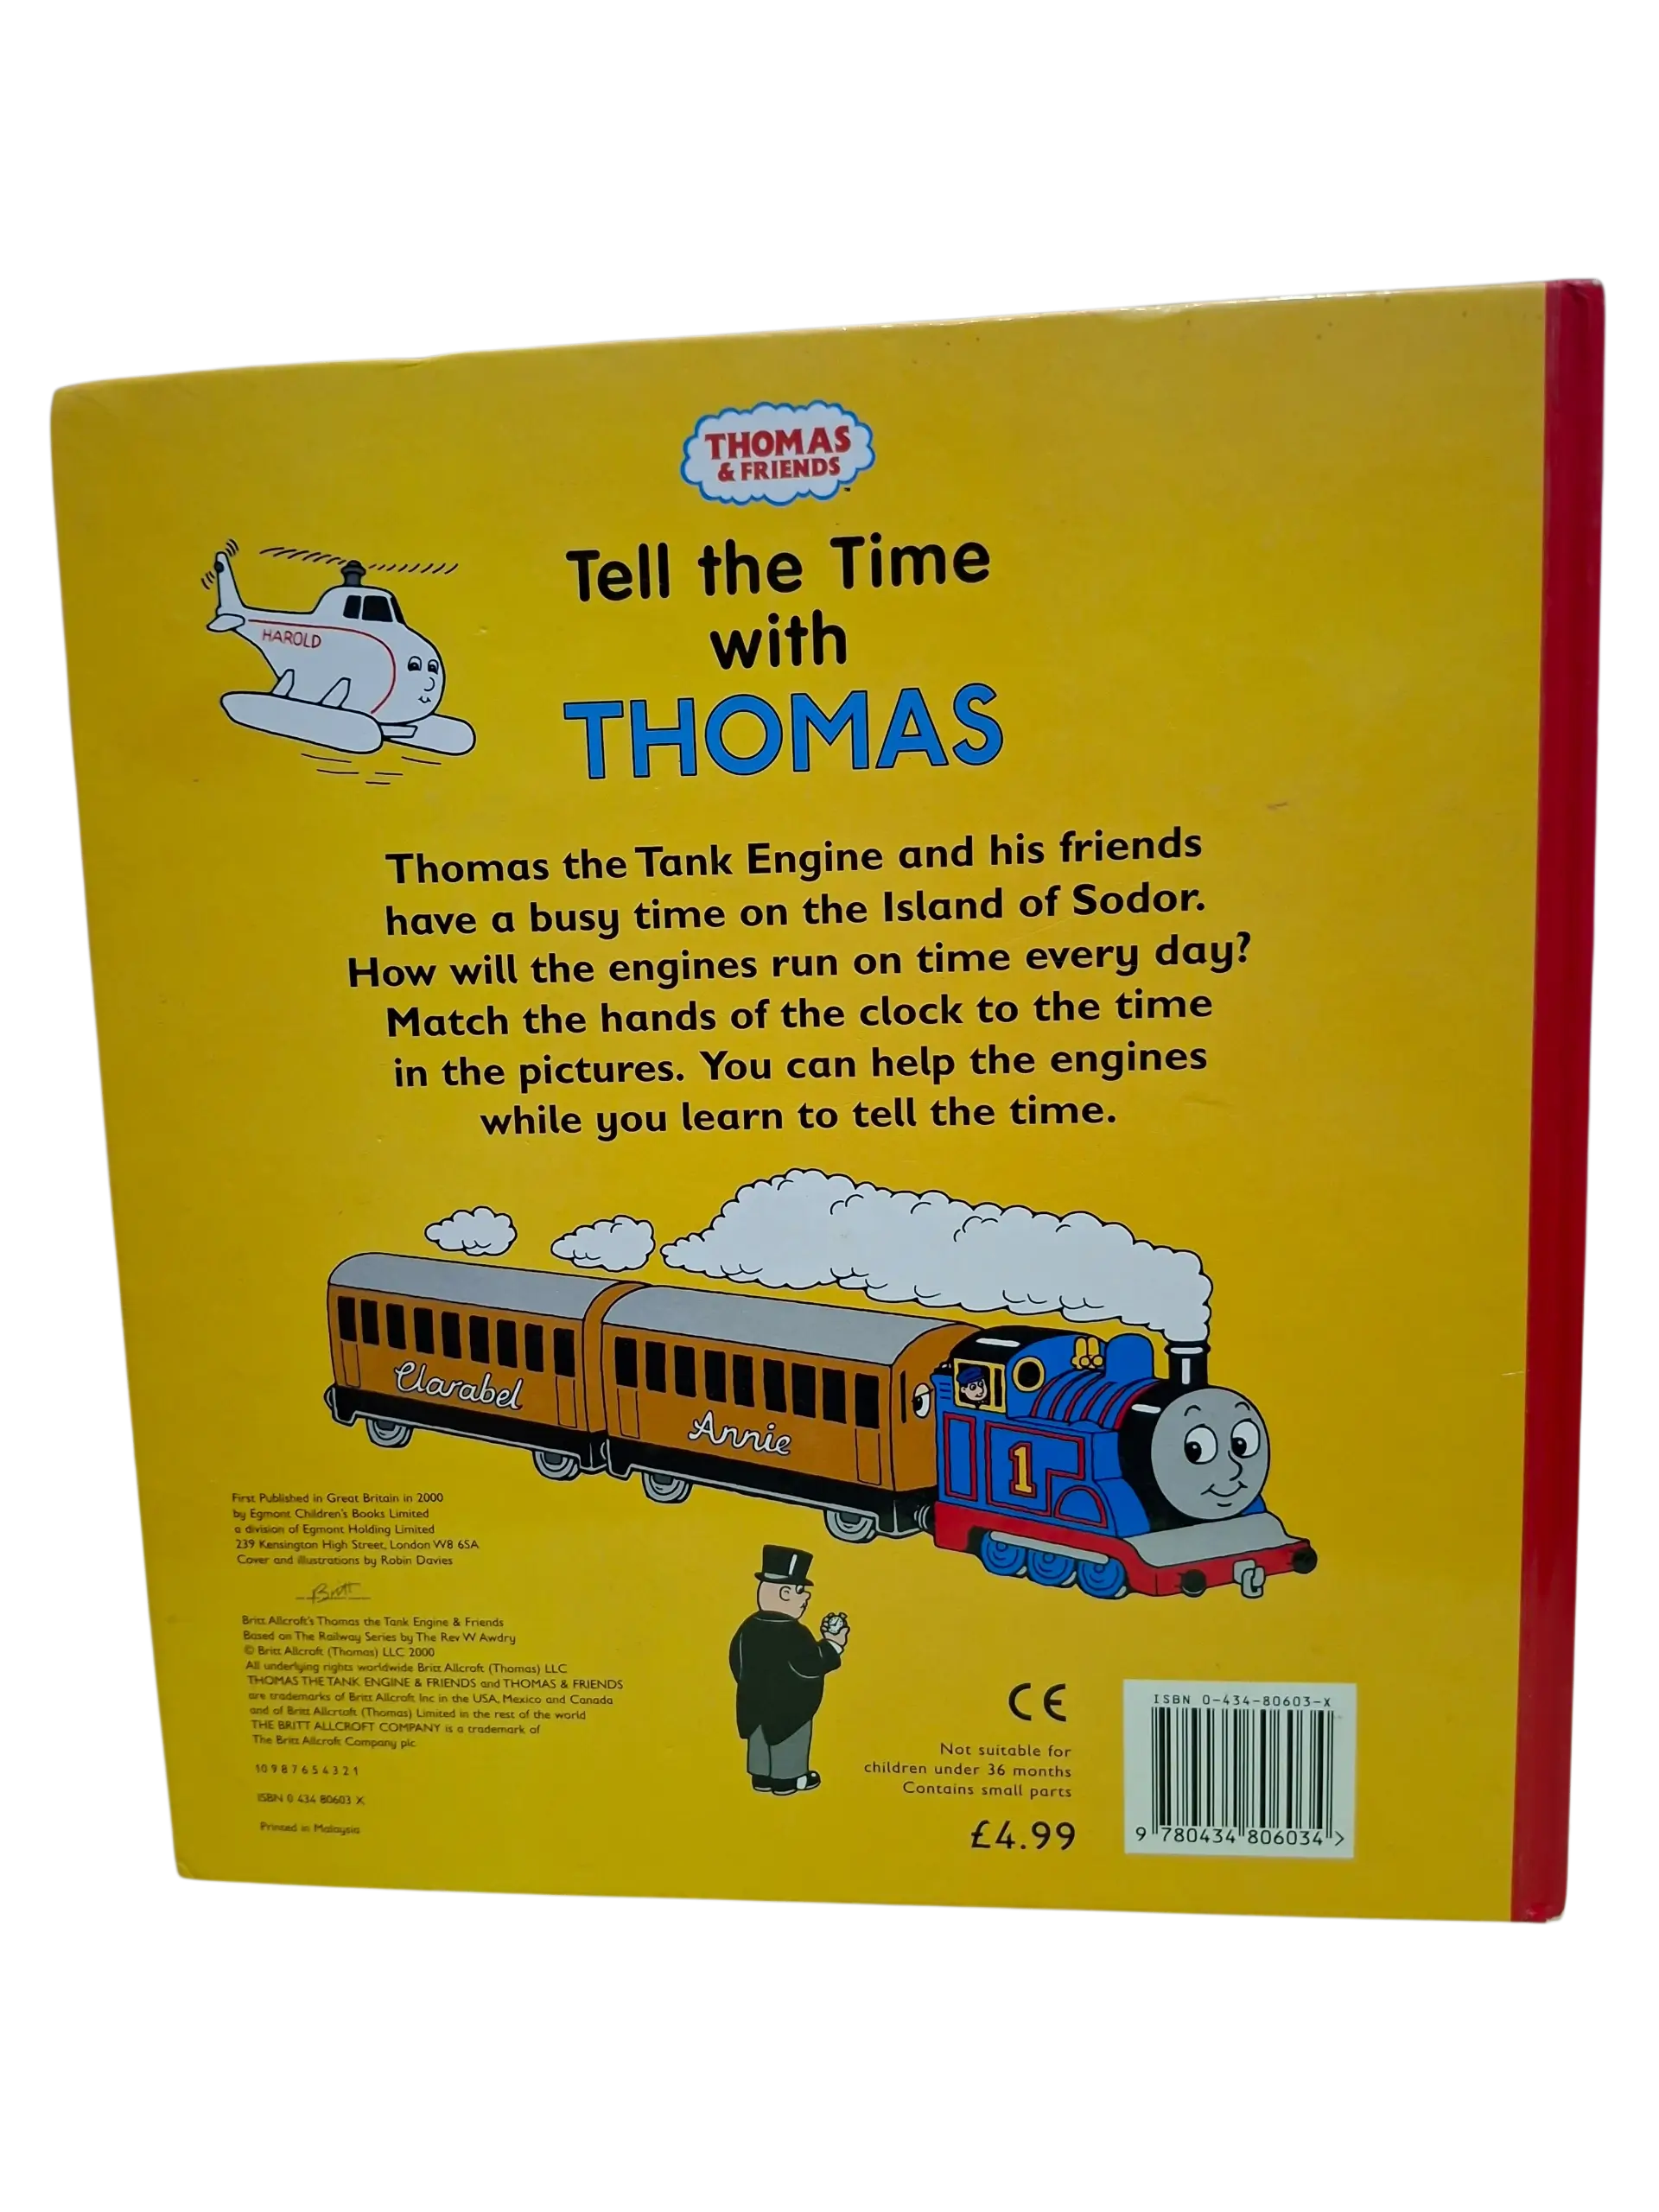 THOMAS
& FRIENDS
™
Tell the Time
with
THOMAS
HAROLD
Thomas the Tank Engine and his friends
have a busy time on the Island of Sodor.
How will the engines run on time every day?
Match the hands of the clock to the time
in the pictures. You can help the engines
while you learn to tell the time.
Clarabel
Annie
1
First Published in Great Britain in 2000
by Egmont Children's Books Limited
a division of Egmont Holding Limited
239 Kensington High Street, London W8 6SA
Cover and illustrations by Robin Davies
Britt
Britt Allcroft's Thomas the Tank Engine & Friends
Based on The Railway Series by The Rev W Awdry
© Britt Allcroft (Thomas) LLC 2000
All underlying rights worldwide Britt Allcroft (Thomas) LLC
THOMAS THE TANK ENGINE & FRIENDS and THOMAS & FRIENDS
are trademarks of Britt Allcroft Inc in the USA, Mexico and Canada
and of Britt Allcrtoft (Thomas) Limited in the rest of the world
THE BRITT ALLCROFT COMPANY is a trademark of
The Britt Allcroft Company plc
10 9 8 7 6 5 4 3 2 1
ISBN 0 434 80603 X
Printed in Malaysia
CE
Not suitable for
children under 36 months
Contains small parts
£4.99
ISBN 0-434-80603-X
9 780434 806034 >